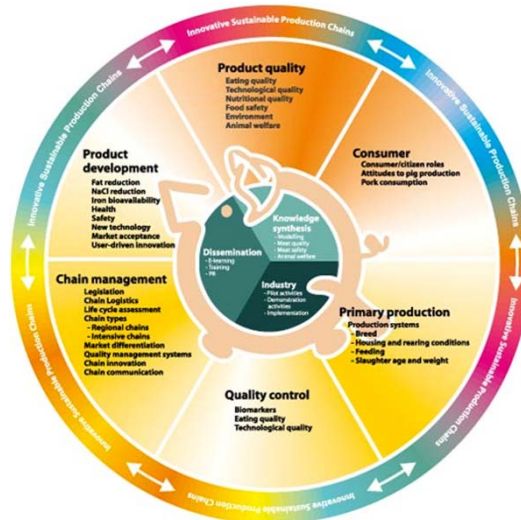 Innovative Sustainable Production Chains
Innovative Sustainable Production Chains
Innovative Sustainable Production Chains
Innovative Sustainable Production Chains
Innovative Sustainable Production Chains
Innovative Sustainable Production Chains
Product quality
Eating quality
Technological quality
Nutritional quality
Food safety
Environment
Animal welfare
Consumer
Consumer/citizen roles
Attitudes to pig production
Pork consumption
Primary production
Production systems
- Breed
- Housing and rearing conditions
- Feeding
- Slaughter age and weight
Quality control
Biomarkers
Eating quality
Technological quality
Chain management
Legislation
Chain Logistics
Life cycle assessment
Chain types
- Regional chains
- Intensive chains
Market differentiation
Quality management systems
Chain innovation
Chain communication
Product
development
Fat reduction
NaCl reduction
Iron bioavailability
Health
Safety
New technology
Market acceptance
User-driven innovation
Knowledge
synthesis
- Modelling
- Meat quality
- Meat safety
- Animal welfare
Dissemination
- E-learning
- Training
- PR
Industry
- Pilot activities
- Demonstration
activities
- Implementation